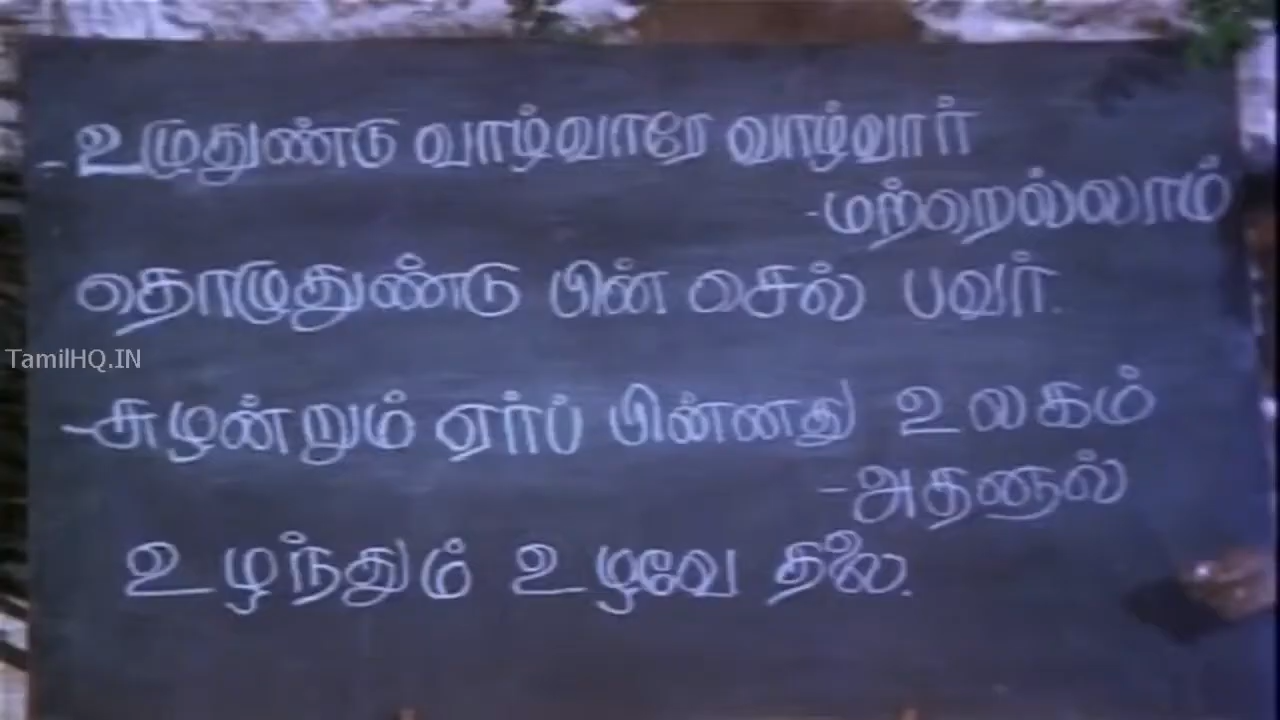 உழுதுண்டு வாழ்வாரே வாழ்வார்
-மற்றெல்லாம்
தொழுதுண்டு பின் செல் பவர்.
TamilHQ.IN
சுழன்றும் ஏர்ப் பின்னது உலகம்
-அதனால்
உழந்தும் உழவே தலை.